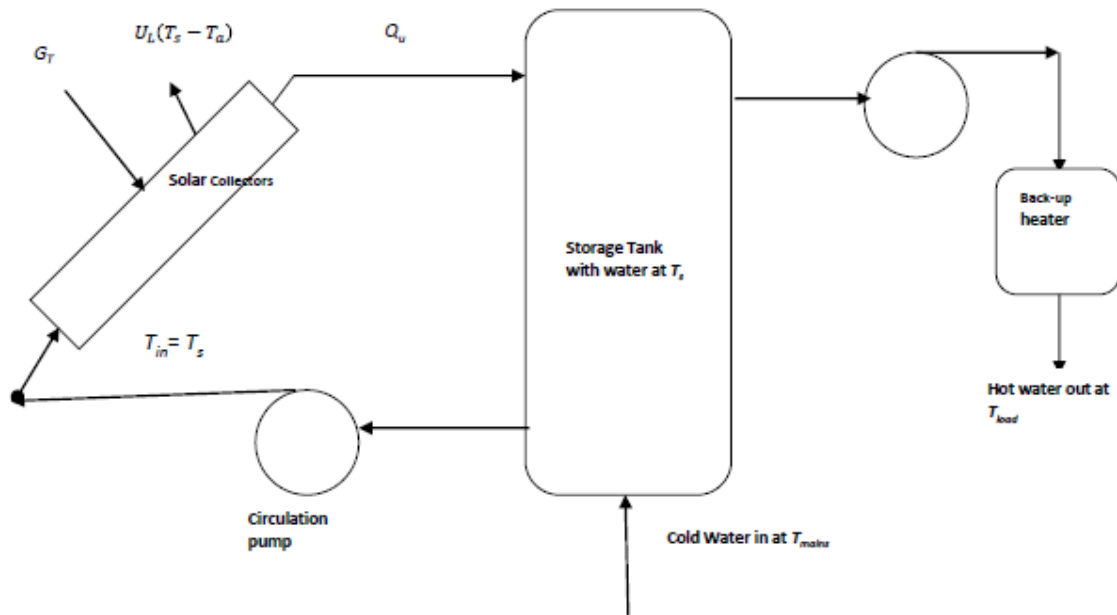 U_L(T_s − T_a)
Q_u
G_T
Solar Collectors
Back-up
heater
Storage Tank
with water at T_s
T_in= T_s
Hot water out at
T_load
Circulation
pump
Cold Water in at T_mains